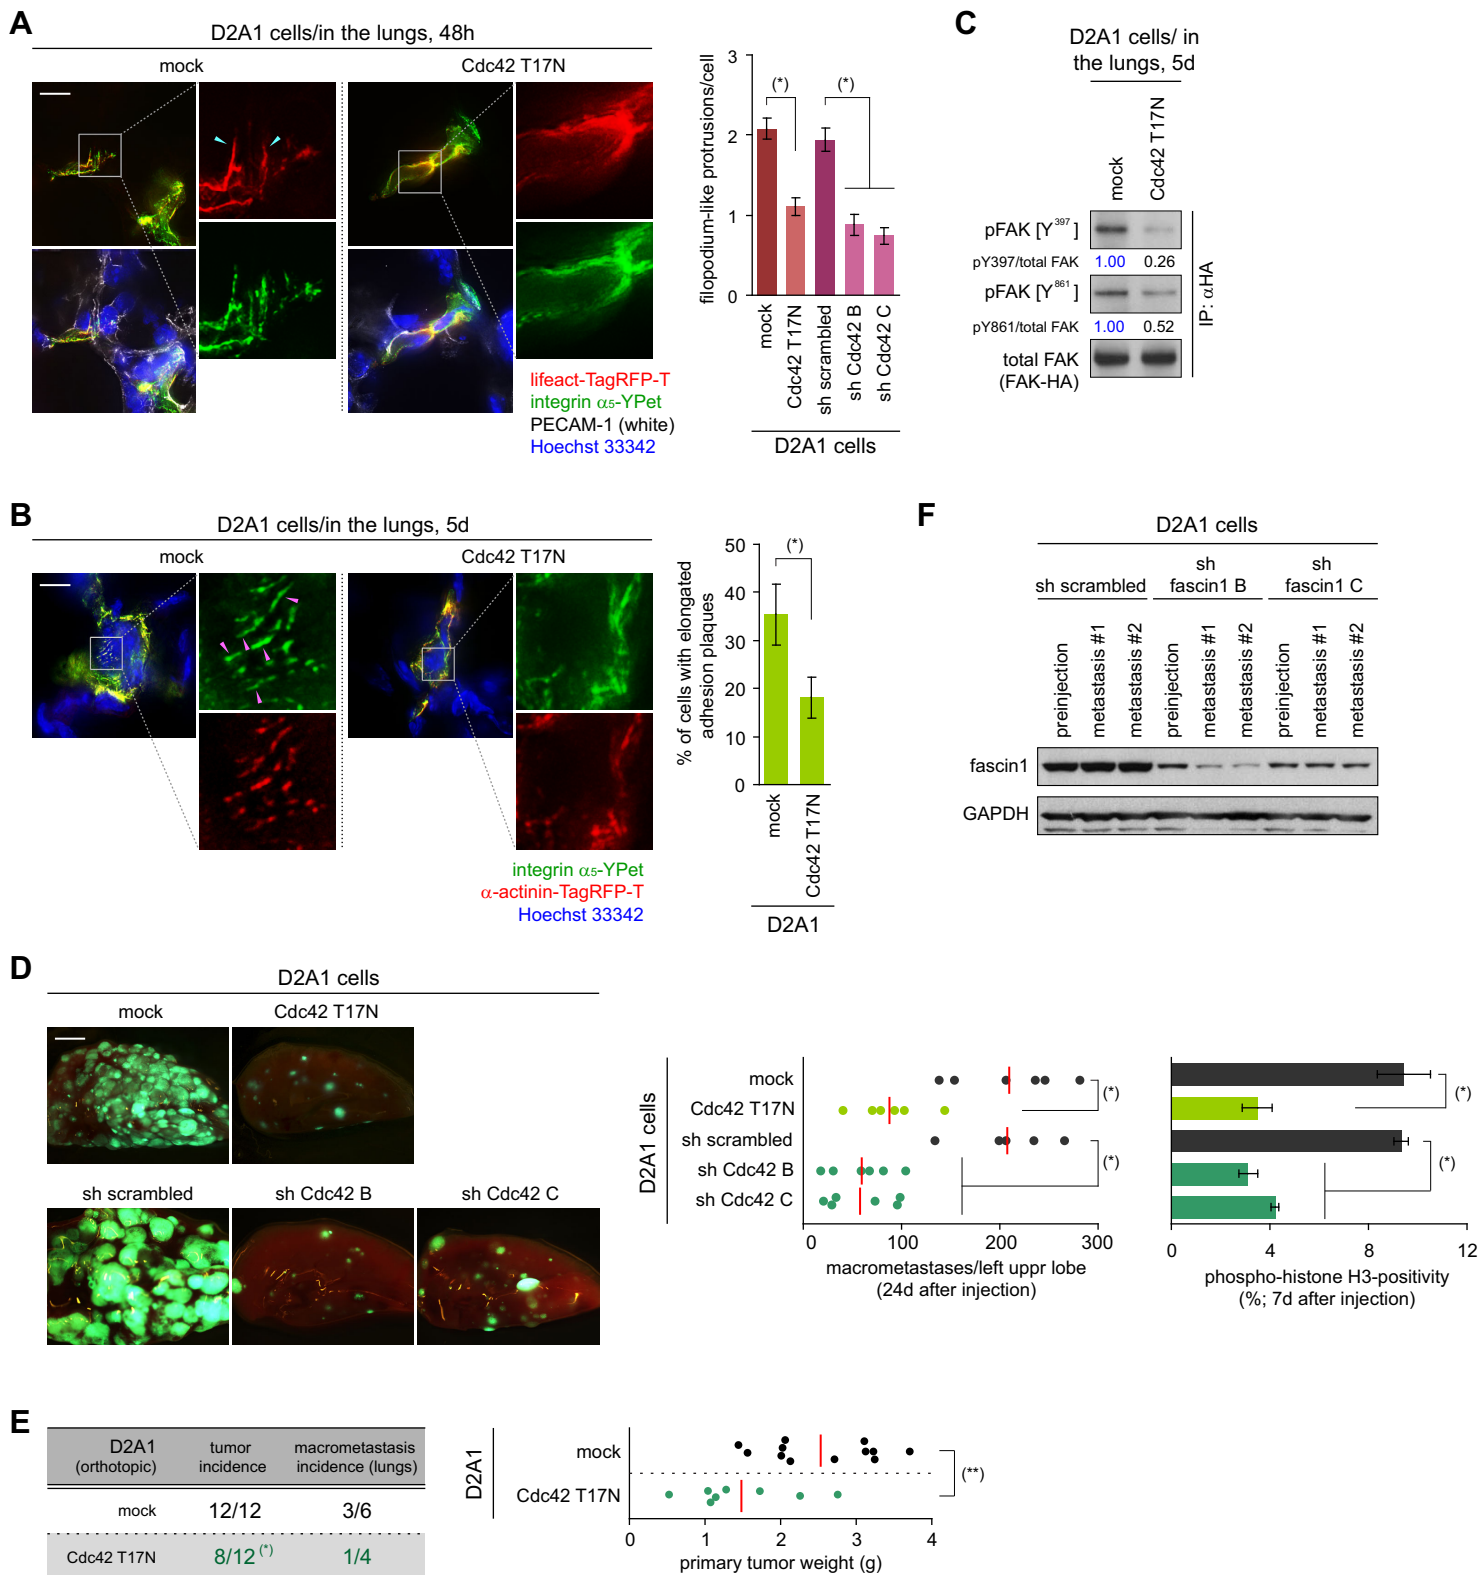 A
D2A1 cells/in the lungs, 48h
mock
Cdc42 T17N
lifeact-TagRFP-T
integrin α5-YPet
PECAM-1 (white)
Hoechst 33342
filopodium-like protrusions/cell
3
2
1
0
(*)
(*)
mock
Cdc42 T17N
sh scrambled
sh Cdc42 B
sh Cdc42 C
D2A1 cells
C
D2A1 cells/ in
the lungs, 5d
mock
Cdc42 T17N
pFAK [Y397]
pY397/total FAK 1.00 0.26
pFAK [Y861]
pY861/total FAK 1.00 0.52
total FAK
(FAK-HA)
IP: αHA
B
D2A1 cells/in the lungs, 5d
mock
Cdc42 T17N
integrin α5-YPet
α-actinin-TagRFP-T
Hoechst 33342
% of cells with elongated
adhesion plaques
50
40
30
20
10
0
(*)
mock
Cdc42 T17N
D2A1
F
D2A1 cells
sh scrambled
sh
fascin1 B
sh
fascin1 C
preinjection
metastasis #1
metastasis #2
preinjection
metastasis #1
metastasis #2
preinjection
metastasis #1
metastasis #2
fascin1
GAPDH
D
D2A1 cells
mock
Cdc42 T17N
sh scrambled
sh Cdc42 B
sh Cdc42 C
D2A1 cells
mock
Cdc42 T17N
sh scrambled
sh Cdc42 B
sh Cdc42 C
(*)
(*)
0 100 200 300
macrometastases/left uppr lobe
(24d after injection)
(*)
(*)
0 4 8 12
phospho-histone H3-positivity
(%; 7d after injection)
E
D2A1
(orthotopic)
tumor
incidence
macrometastasis
incidence (lungs)
mock 12/12 3/6
Cdc42 T17N 8/12 (*) 1/4
D2A1
mock
Cdc42 T17N
(**)
0 1 2 3 4
primary tumor weight (g)